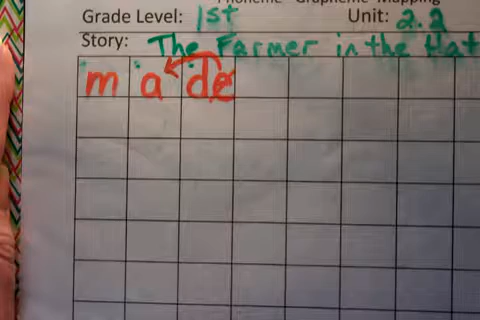 Phoneme - Grapheme Mapping
Grade Level: 1st Unit: 2.2
Story: The Farmer in the Hat
m a de